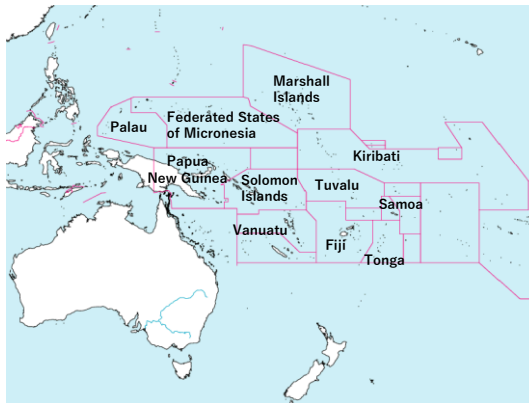 Marshall
Islands
Federated States
of Micronesia
Palau
Kiribati
Papua
New Guinea
Solomon
Islands
Tuvalu
Samoa
Vanuatu
Fiji
Tonga